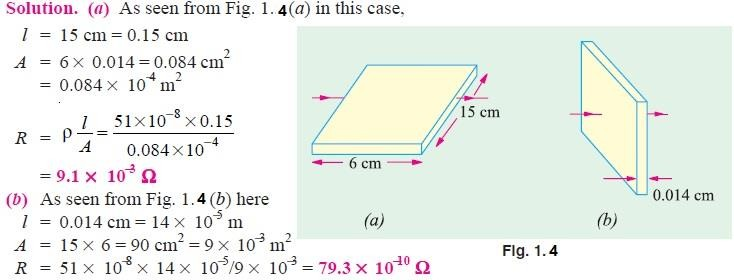 Solution. (a) As seen from Fig. 1.4(a) in this case,
l = 15 cm = 0.15 cm
A = 6 × 0.014 = 0.084 cm²
= 0.084 × 10⁻⁴ m²
R = ρ l/A = 51×10⁻⁸ × 0.15 / 0.084×10⁻⁴
= 9.1 × 10⁻³ Ω
(b) As seen from Fig. 1.4 (b) here
l = 0.014 cm = 14 × 10⁻⁵ m
A = 15 × 6 = 90 cm² = 9 × 10⁻³ m²
R = 51 × 10⁻⁸ × 14 × 10⁻⁵/9 × 10⁻³ = 79.3 × 10⁻¹⁰ Ω
15 cm
6 cm
(a)
0.014 cm
(b)
Fig. 1.4